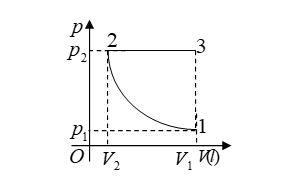 p
p₂ 2 3
p₁ 1
O V₂ V₁ V(l)